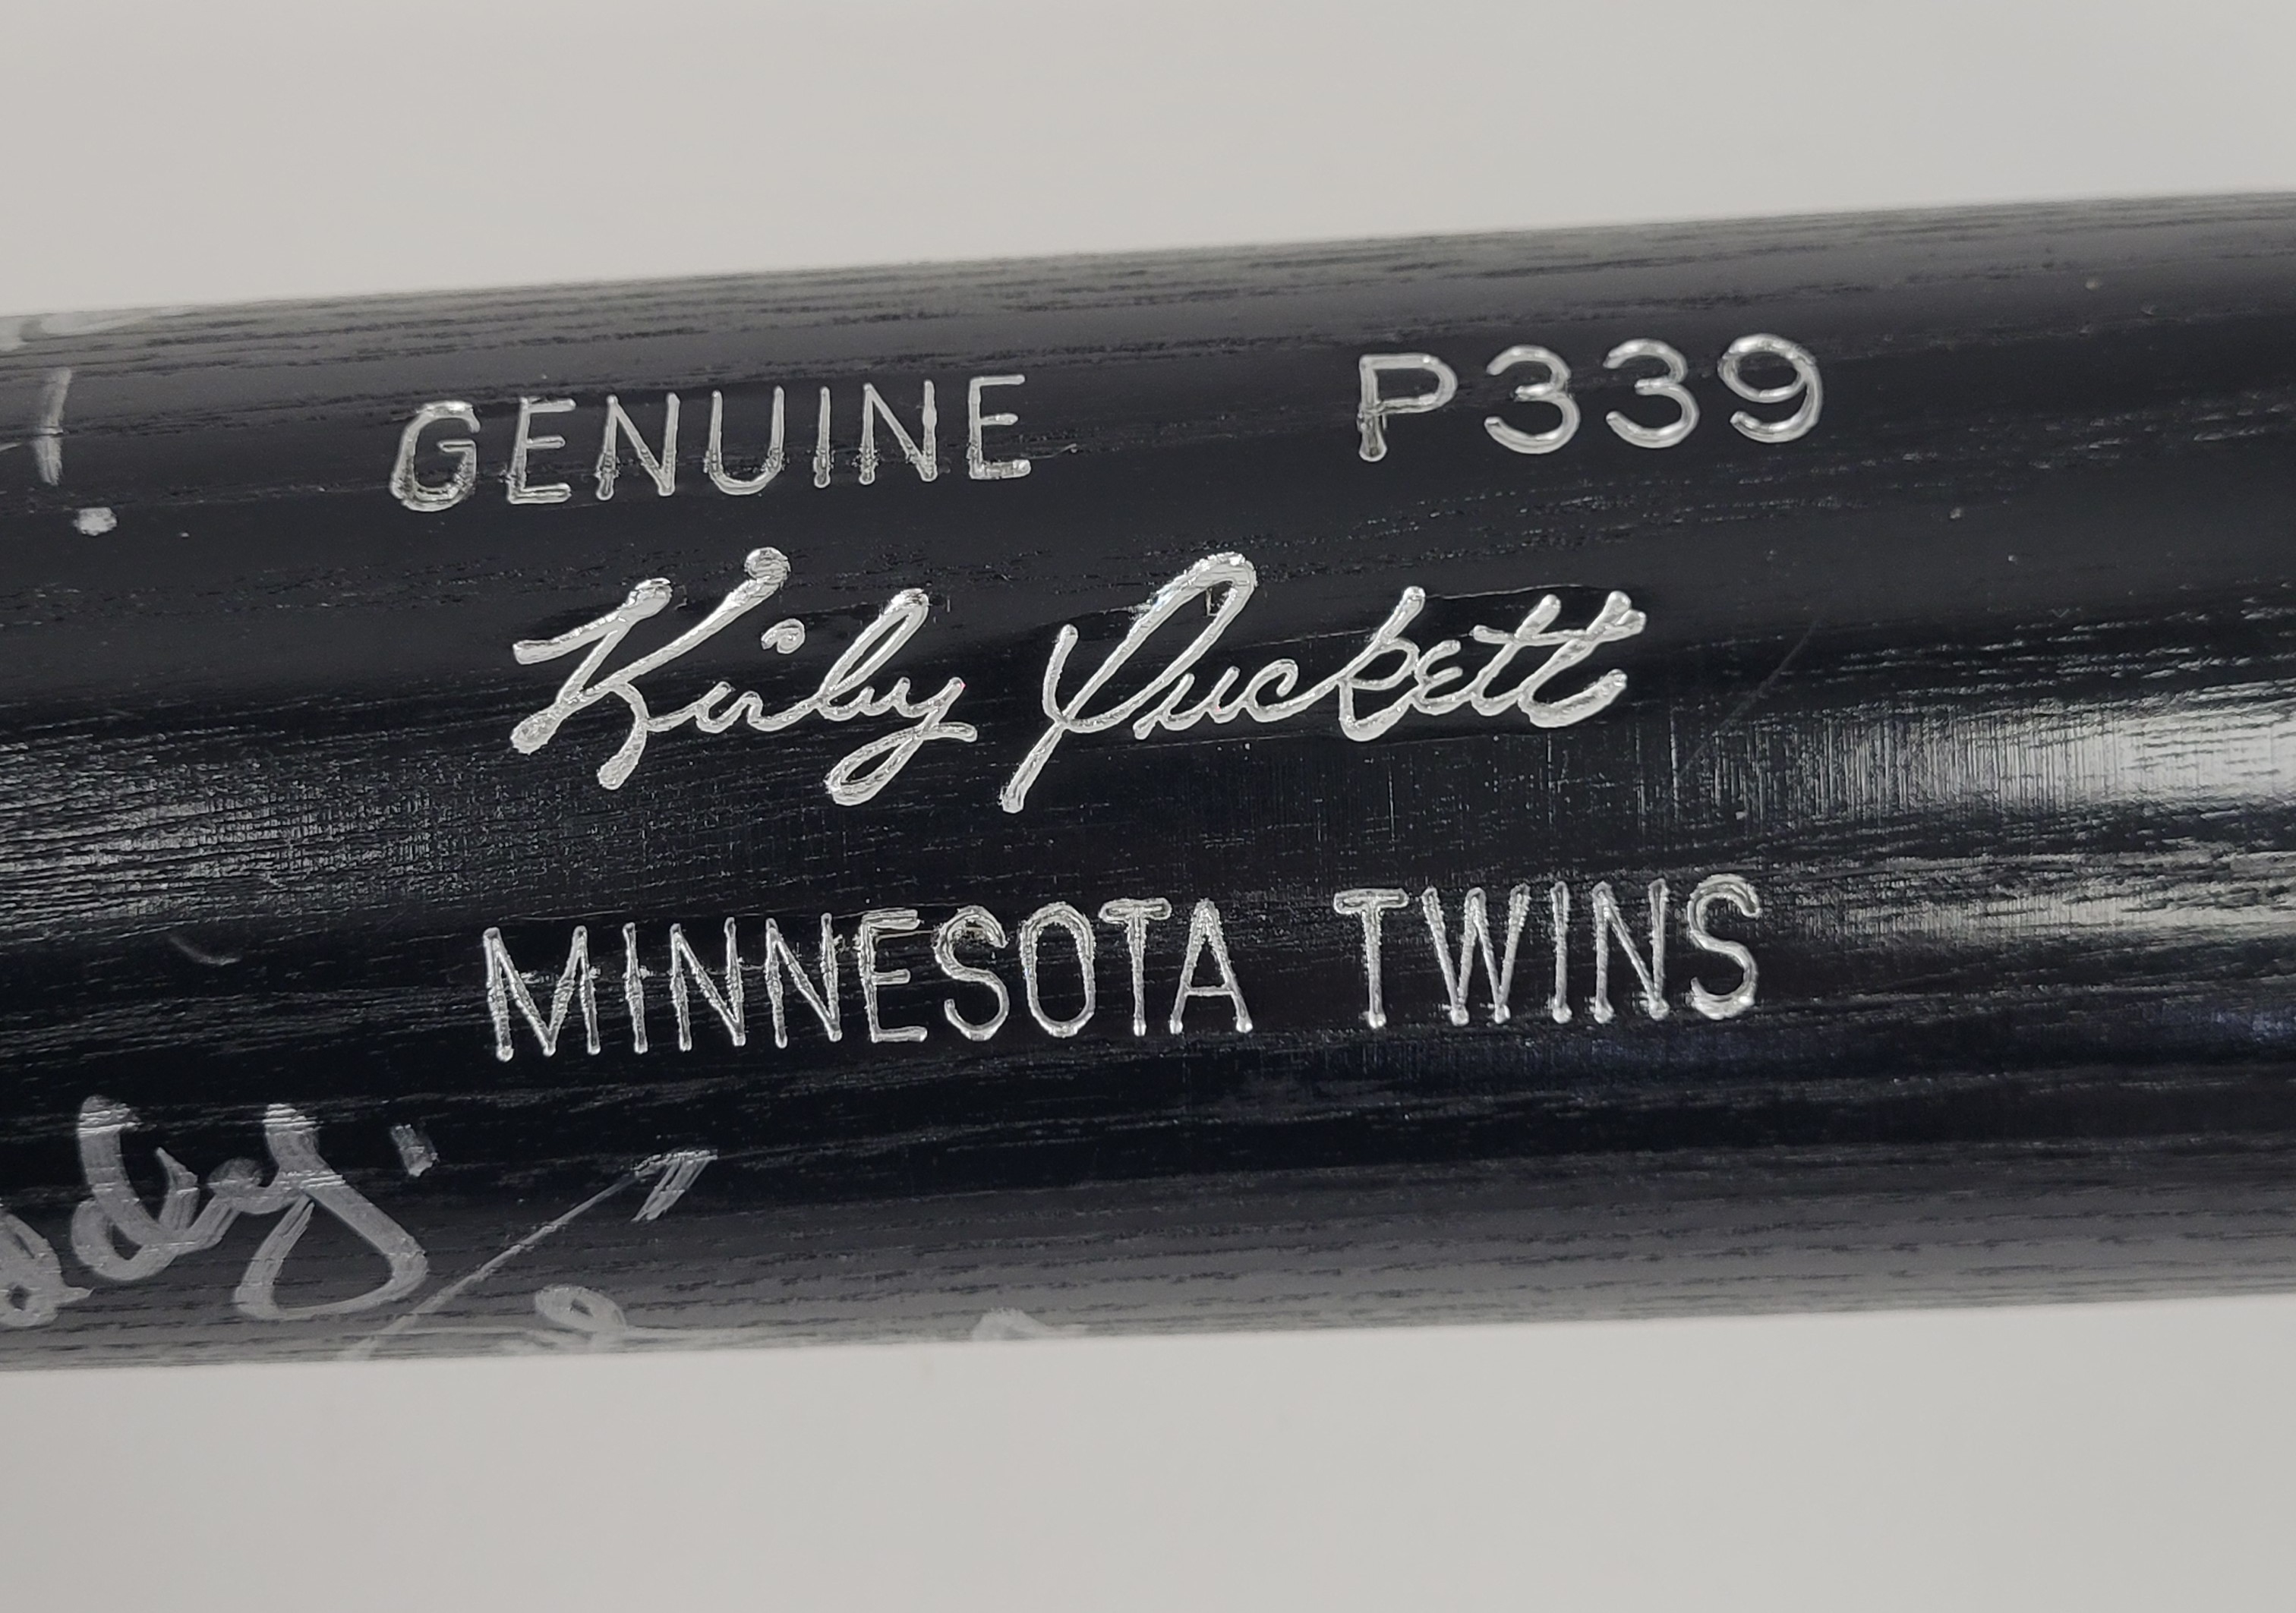 GENUINE P339
Kirby Puckett
MINNESOTA TWINS